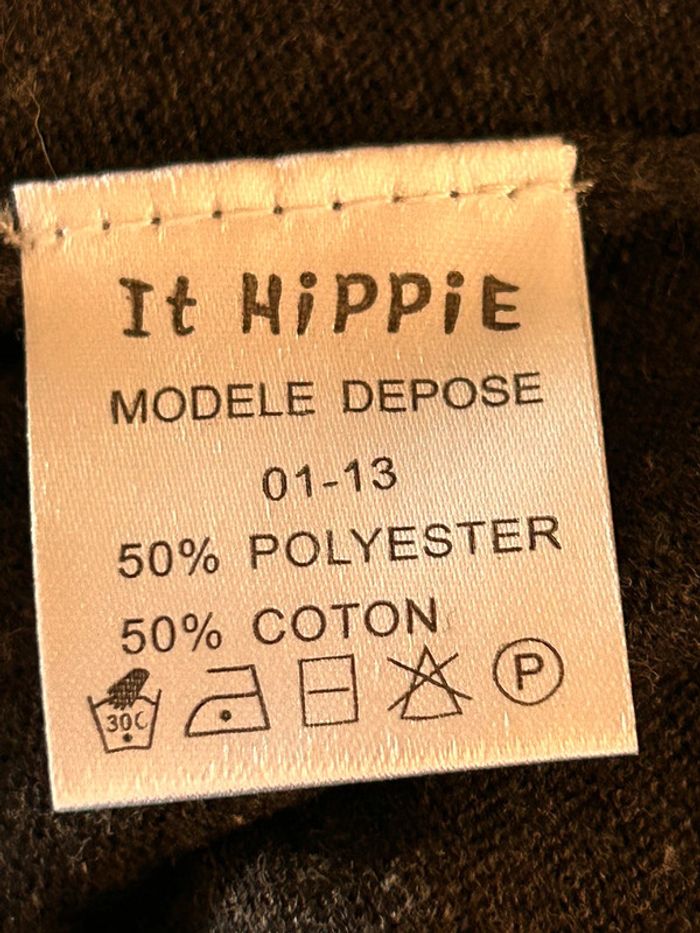 It HiPPiE
MODELE DEPOSE
01-13
50% POLYESTER
50% COTON
30C P